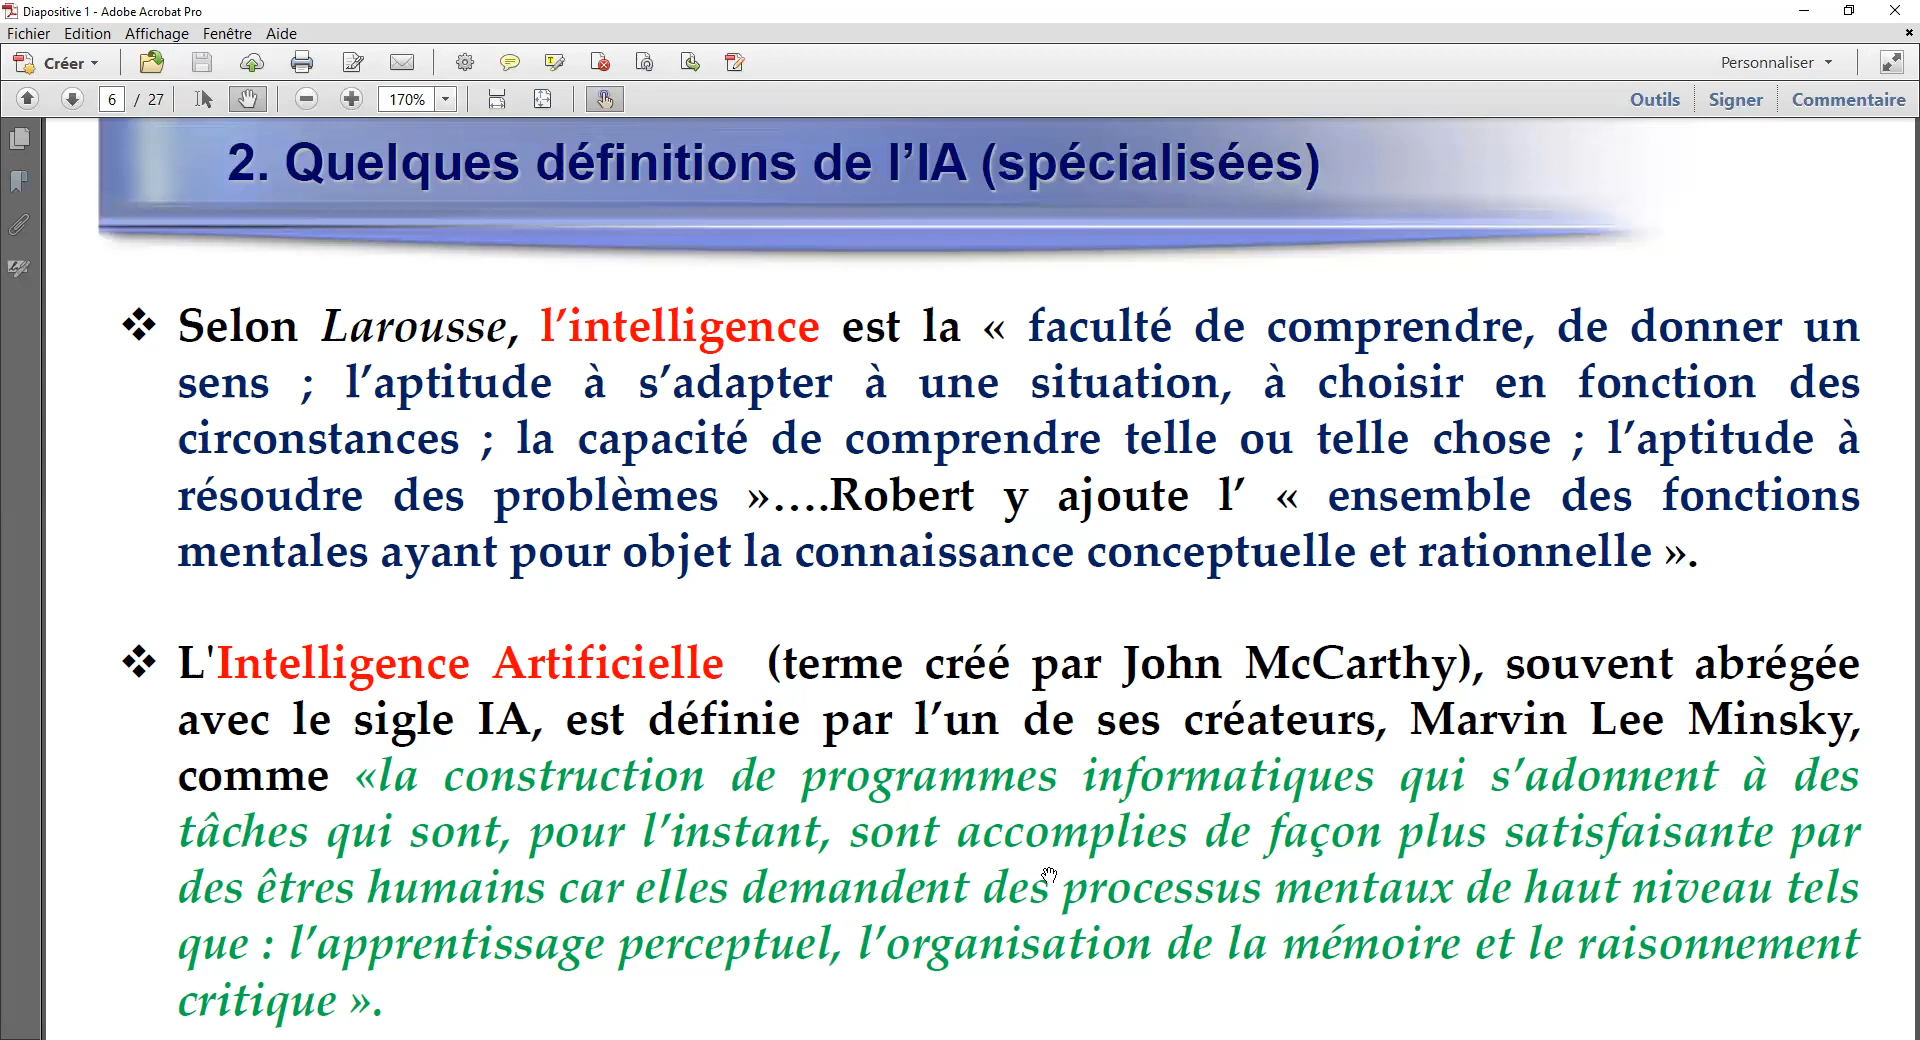 Diapositive 1 - Adobe Acrobat Pro
Fichier Edition Affichage Fenêtre Aide
Créer Personnaliser
6 / 27 170% Outils Signer Commentaire
2. Quelques définitions de l’IA (spécialisées)
❖ Selon Larousse, l’intelligence est la « faculté de comprendre, de donner un
sens ; l’aptitude à s’adapter à une situation, à choisir en fonction des
circonstances ; la capacité de comprendre telle ou telle chose ; l’aptitude à
résoudre des problèmes »….Robert y ajoute l’ « ensemble des fonctions
mentales ayant pour objet la connaissance conceptuelle et rationnelle ».
❖ L'Intelligence Artificielle (terme créé par John McCarthy), souvent abrégée
avec le sigle IA, est définie par l’un de ses créateurs, Marvin Lee Minsky,
comme «la construction de programmes informatiques qui s’adonnent à des
tâches qui sont, pour l’instant, sont accomplies de façon plus satisfaisante par
des êtres humains car elles demandent des processus mentaux de haut niveau tels
que : l’apprentissage perceptuel, l’organisation de la mémoire et le raisonnement
critique ».